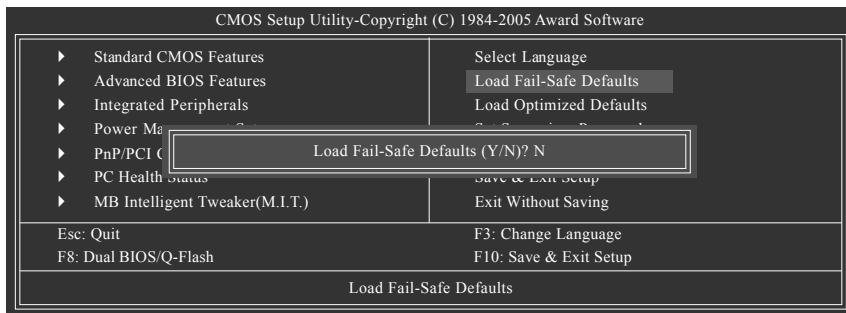 CMOS Setup Utility-Copyright (C) 1984-2005 Award Software
Standard CMOS Features
Advanced BIOS Features
Integrated Peripherals
Power
PnP/PCI
PC Health Status
MB Intelligent Tweaker(M.I.T.)
Select Language
Load Fail-Safe Defaults
Load Optimized Defaults
Save & Exit Setup
Exit Without Saving
Load Fail-Safe Defaults (Y/N)? N
Esc: Quit
F8: Dual BIOS/Q-Flash
F3: Change Language
F10: Save & Exit Setup
Load Fail-Safe Defaults